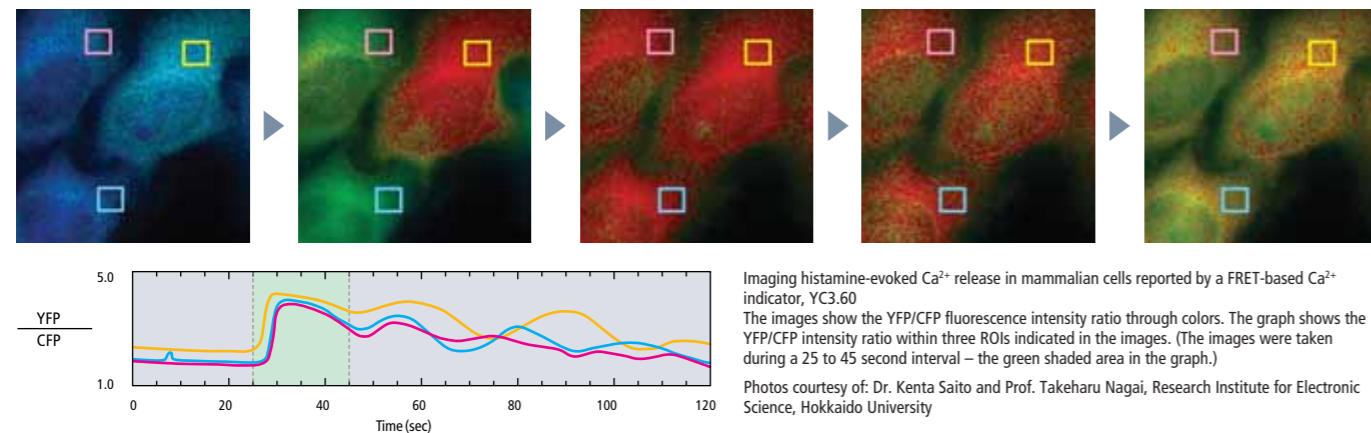 5.0
YFP
CFP
1.0
0 20 40 60 80 100 120
Time (sec)
Imaging histamine-evoked Ca²⁺ release in mammalian cells reported by a FRET-based Ca²⁺
indicator, YC3.60
The images show the YFP/CFP fluorescence intensity ratio through colors. The graph shows the
YFP/CFP intensity ratio within three ROIs indicated in the images. (The images were taken
during a 25 to 45 second interval – the green shaded area in the graph.)
Photos courtesy of: Dr. Kenta Saito and Prof. Takeharu Nagai, Research Institute for Electronic
Science, Hokkaido University